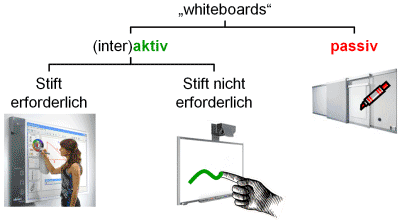 „whiteboards“
(inter)aktiv
passiv
Stift
erforderlich
Stift nicht
erforderlich